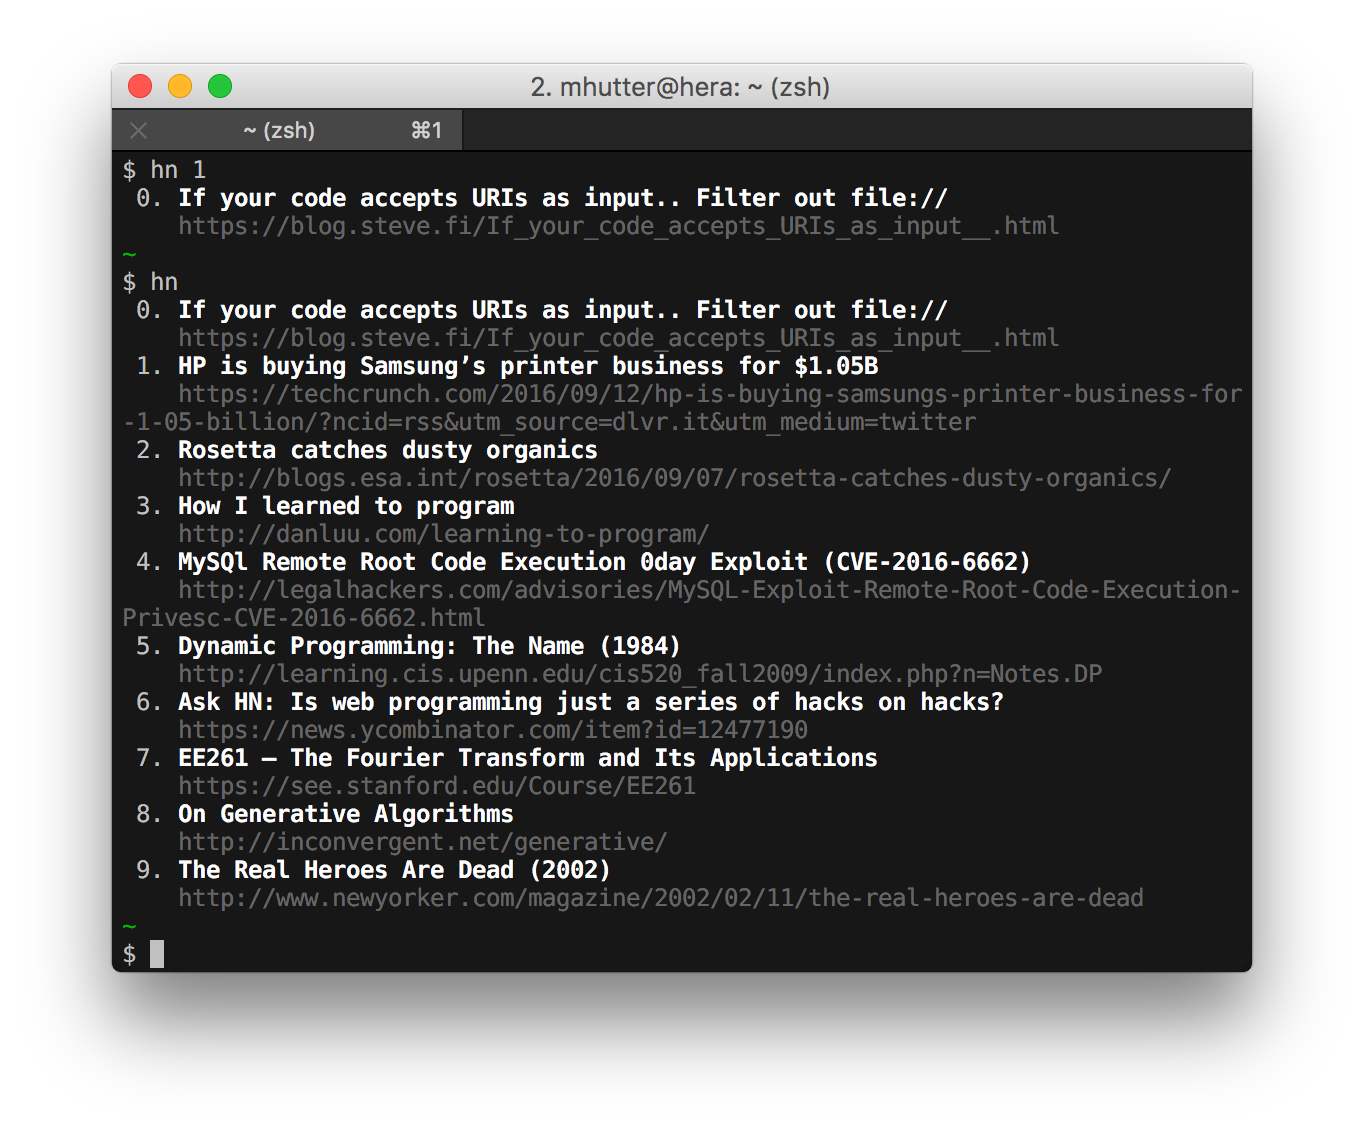 2. mhutter@hera: ~ (zsh)
~ (zsh) ⌘1
$ hn 1
0. If your code accepts URIs as input.. Filter out file://
https://blog.steve.fi/If_your_code_accepts_URIs_as_input__.html
~
$ hn
0. If your code accepts URIs as input.. Filter out file://
https://blog.steve.fi/If_your_code_accepts_URIs_as_input__.html
1. HP is buying Samsung’s printer business for $1.05B
https://techcrunch.com/2016/09/12/hp-is-buying-samsungs-printer-business-for
-1-05-billion/?ncid=rss&utm_source=dlvr.it&utm_medium=twitter
2. Rosetta catches dusty organics
http://blogs.esa.int/rosetta/2016/09/07/rosetta-catches-dusty-organics/
3. How I learned to program
http://danluu.com/learning-to-program/
4. MySQl Remote Root Code Execution 0day Exploit (CVE-2016-6662)
http://legalhackers.com/advisories/MySQL-Exploit-Remote-Root-Code-Execution-
Privesc-CVE-2016-6662.html
5. Dynamic Programming: The Name (1984)
http://learning.cis.upenn.edu/cis520_fall2009/index.php?n=Notes.DP
6. Ask HN: Is web programming just a series of hacks on hacks?
https://news.ycombinator.com/item?id=12477190
7. EE261 – The Fourier Transform and Its Applications
https://see.stanford.edu/Course/EE261
8. On Generative Algorithms
http://inconvergent.net/generative/
9. The Real Heroes Are Dead (2002)
http://www.newyorker.com/magazine/2002/02/11/the-real-heroes-are-dead
~
$